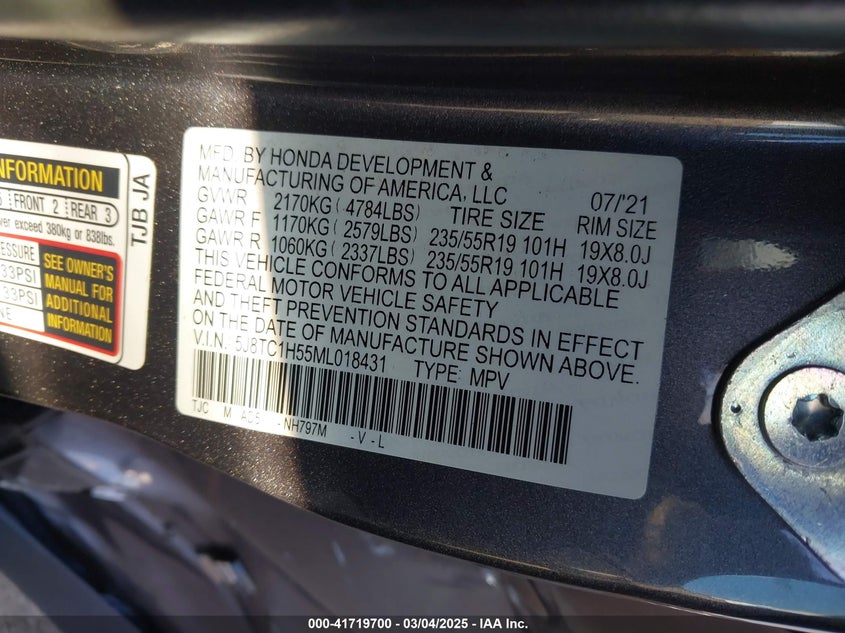 INFORMATION
FRONT 2 REAR 3
ver exceed 380kg or 838lbs.
33PSI
33PSI
SEE OWNER'S
MANUAL FOR
ADDITIONAL
INFORMATION
TJB JA
MFD. BY HONDA DEVELOPMENT &
MANUFACTURING OF AMERICA, LLC 07/'21
GVWR 2170KG ( 4784LBS) TIRE SIZE RIM SIZE
GAWR F 1170KG ( 2579LBS) 235/55R19 101H 19X8.0J
GAWR R 1060KG ( 2337LBS) 235/55R19 101H 19X8.0J
THIS VEHICLE CONFORMS TO ALL APPLICABLE
FEDERAL MOTOR VEHICLE SAFETY
AND THEFT PREVENTION STANDARDS IN EFFECT
ON THE DATE OF MANUFACTURE SHOWN ABOVE.
V.I.N.: 5J8TC1H55ML018431 TYPE: MPV
TJC M -NH797M -V-L
000-41719700 - 03/04/2025 - IAA Inc.